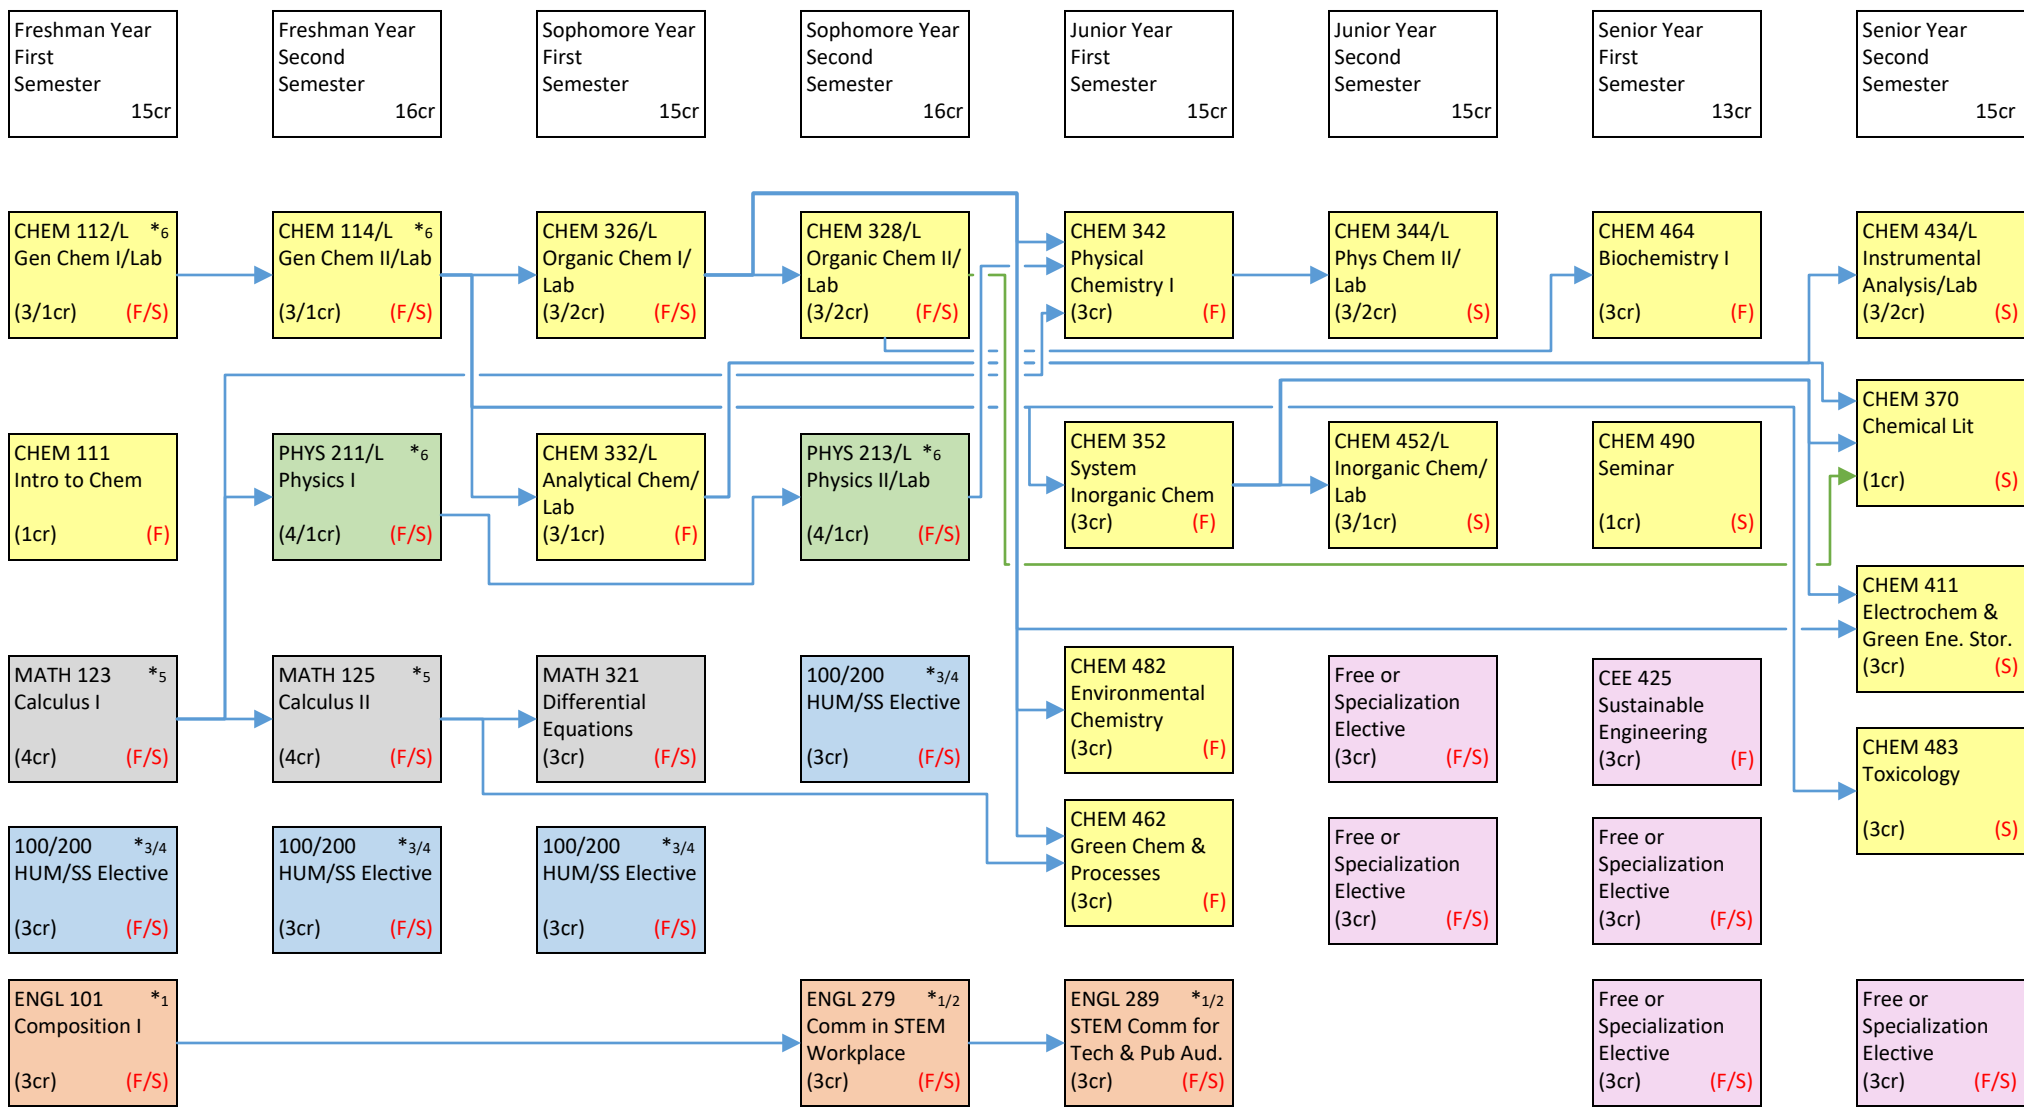 Freshman Year
First
Semester
15cr
Freshman Year
Second
Semester
16cr
Sophomore Year
First
Semester
15cr
Sophomore Year
Second
Semester
16cr
Junior Year
First
Semester
15cr
Junior Year
Second
Semester
15cr
Senior Year
First
Semester
13cr
Senior Year
Second
Semester
15cr
CHEM 112/L *6
Gen Chem I/Lab
(3/1cr) (F/S)
CHEM 114/L *6
Gen Chem II/Lab
(3/1cr) (F/S)
CHEM 326/L
Organic Chem I/
Lab
(3/2cr) (F/S)
CHEM 328/L
Organic Chem II/
Lab
(3/2cr) (F/S)
CHEM 342
Physical
Chemistry I
(3cr) (F)
CHEM 344/L
Phys Chem II/
Lab
(3/2cr) (S)
CHEM 464
Biochemistry I
(3cr) (F)
CHEM 434/L
Instrumental
Analysis/Lab
(3/2cr) (S)
CHEM 111
Intro to Chem
(1cr) (F)
PHYS 211/L *6
Physics I
(4/1cr) (F/S)
CHEM 332/L
Analytical Chem/
Lab
(3/1cr) (F)
PHYS 213/L *6
Physics II/Lab
(4/1cr) (F/S)
CHEM 352
System
Inorganic Chem
(3cr) (F)
CHEM 452/L
Inorganic Chem/
Lab
(3/1cr) (S)
CHEM 490
Seminar
(1cr) (S)
CHEM 370
Chemical Lit
(1cr) (S)
CHEM 411
Electrochem &
Green Ene. Stor.
(3cr) (S)
MATH 123 *5
Calculus I
(4cr) (F/S)
MATH 125 *5
Calculus II
(4cr) (F/S)
MATH 321
Differential
Equations
(3cr) (F/S)
100/200 *3/4
HUM/SS Elective
(3cr) (F/S)
CHEM 482
Environmental
Chemistry
(3cr) (F)
Free or
Specialization
Elective
(3cr) (F/S)
CEE 425
Sustainable
Engineering
(3cr) (F)
CHEM 483
Toxicology
(3cr) (S)
100/200 *3/4
HUM/SS Elective
(3cr) (F/S)
100/200 *3/4
HUM/SS Elective
(3cr) (F/S)
100/200 *3/4
HUM/SS Elective
(3cr) (F/S)
CHEM 462
Green Chem &
Processes
(3cr) (F)
Free or
Specialization
Elective
(3cr) (F/S)
Free or
Specialization
Elective
(3cr) (F/S)
ENGL 101 *1
Composition I
(3cr) (F/S)
ENGL 279 *1/2
Comm in STEM
Workplace
(3cr) (F/S)
ENGL 289 *1/2
STEM Comm for
Tech & Pub Aud.
(3cr) (F/S)
Free or
Specialization
Elective
(3cr) (F/S)
Free or
Specialization
Elective
(3cr) (F/S)